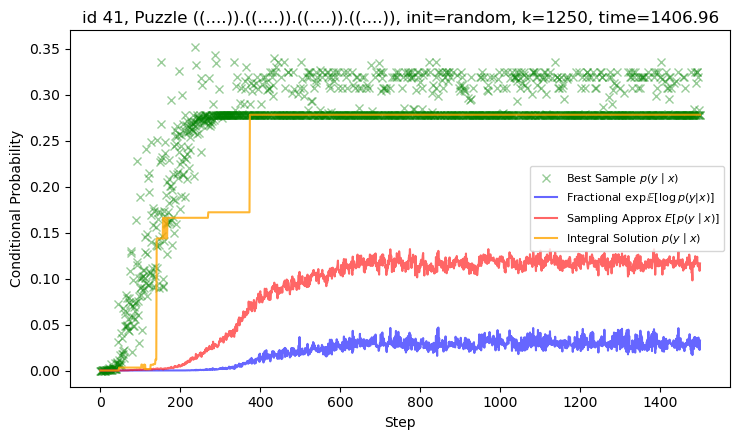 id 41, Puzzle ((....)).((....)).((....)).((....)), init=random, k=1250, time=1406.96
0.35
0.30
0.25
0.20
0.15
0.10
0.05
0.00
Conditional Probability
Best Sample p(y | x)
Fractional exp 𝔼[log p(y|x)]
Sampling Approx E[p(y | x)]
Integral Solution p(y | x)
0 200 400 600 800 1000 1200 1400
Step